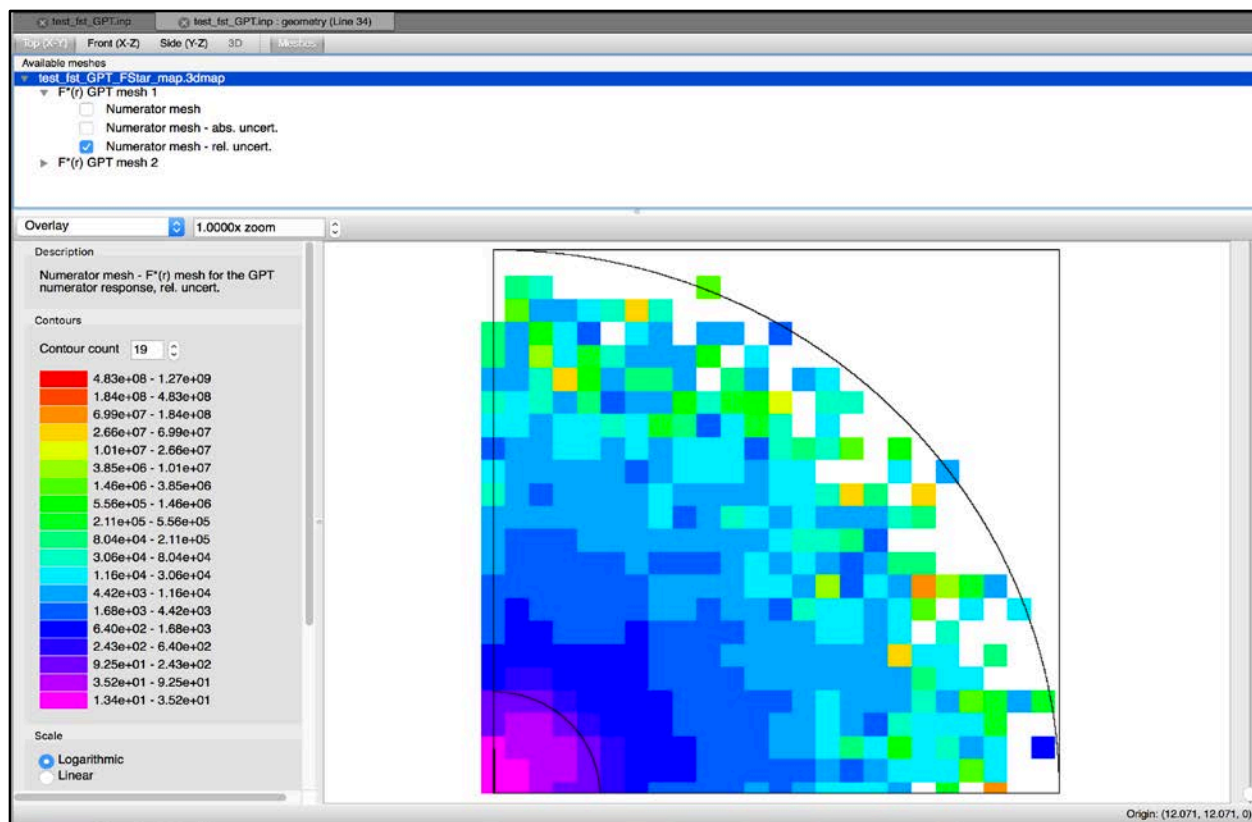 test_fst_GPT.inp
test_fst_GPT.inp : geometry (Line 34)
Top (X-Y) Front (X-Z) Side (Y-Z) 3D Meshes
Available meshes
test_fst_GPT_FStar_map.3dmap
F*(r) GPT mesh 1
Numerator mesh
Numerator mesh - abs. uncert.
Numerator mesh - rel. uncert.
F*(r) GPT mesh 2
Overlay 1.0000x zoom
Description
Numerator mesh - F*(r) mesh for the GPT
numerator response, rel. uncert.
Contours
Contour count 19
4.83e+08 - 1.27e+09
1.84e+08 - 4.83e+08
6.99e+07 - 1.84e+08
2.66e+07 - 6.99e+07
1.01e+07 - 2.66e+07
3.85e+06 - 1.01e+07
1.46e+06 - 3.85e+06
5.56e+05 - 1.46e+06
2.11e+05 - 5.56e+05
8.04e+04 - 2.11e+05
3.06e+04 - 8.04e+04
1.16e+04 - 3.06e+04
4.42e+03 - 1.16e+04
1.68e+03 - 4.42e+03
6.40e+02 - 1.68e+03
2.43e+02 - 6.40e+02
9.25e+01 - 2.43e+02
3.52e+01 - 9.25e+01
1.34e+01 - 3.52e+01
Scale
Logarithmic
Linear
Origin: (12.071, 12.071, 0)